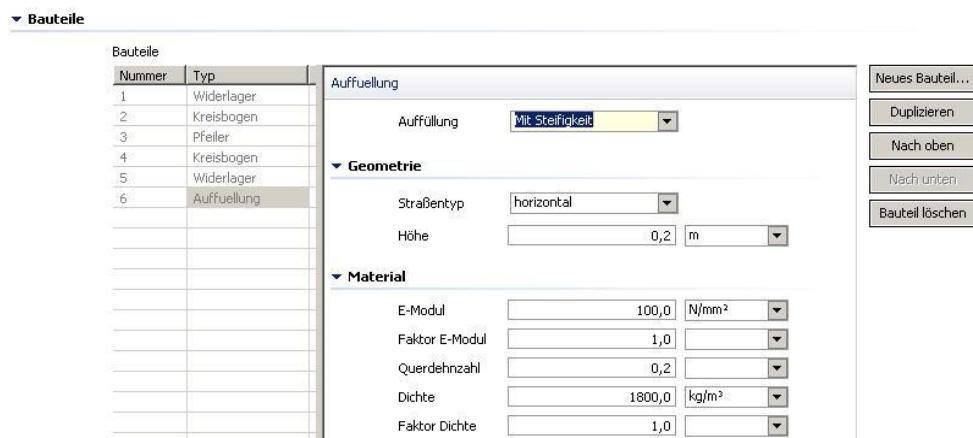 Bauteile
Bauteile
Nummer Typ
1 Widerlager
2 Kreisbogen
3 Pfeiler
4 Kreisbogen
5 Widerlager
6 Auffuellung
Auffuellung
Auffüllung Mit Steifigkeit
Geometrie
Straßentyp horizontal
Höhe 0,2 m
Material
E-Modul 100,0 N/mm²
Faktor E-Modul 1,0
Querdehnzahl 0,2
Dichte 1800,0 kg/m³
Faktor Dichte 1,0
Neues Bauteil...
Duplizieren
Nach oben
Nach unten
Bauteil löschen